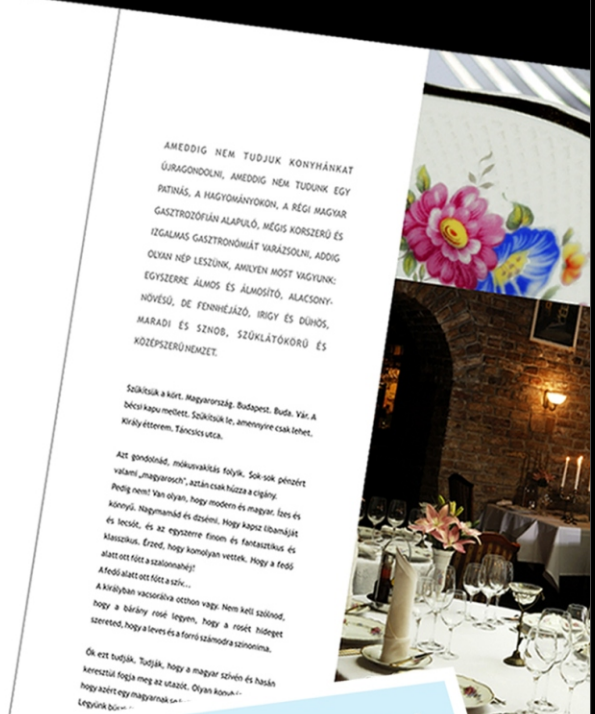 AMEDDIG NEM TUDJUK KONYHÁNKAT
ÚJRAGONDOLNI, AMEDDIG NEM TUDUNK EGY
PATINÁS, A HAGYOMÁNYOKON, A RÉGI MAGYAR
GASZTROZÓFIÁN ALAPULÓ, MÉGIS KORSZERŰ ÉS
IZGALMAS GASZTRONÓMIÁT VARÁZSOLNI, ADDIG
OLYAN NÉP LESZÜNK, AMILYEN MOST VAGYUNK:
EGYSZERRE ÁLMOS ÉS ÁLMOSÍTÓ, ALACSONY-
NÖVÉSŰ, DE FENNHÉJÁZÓ, IRIGY ÉS DÜHÖS,
MARADI ÉS SZNOB, SZŰKLÁTÓKÖRŰ ÉS
KÖZÉPSZERŰ NEMZET.
Szűkítsük a kört. Magyarország. Budapest. Buda. Vár. A
bécsi kapu mellett. Szűkítsük le, amennyire csak lehet.
Király étterem. Táncsics utca.
Azt gondolnád, mókusvakítás folyik. Sok-sok pénzért
valami „magyarosch”, aztán csak húzza a cigány.
Pedig nem! Van olyan, hogy modern és magyar. Ízes és
könnyű. Nagymamád és dzsémi. Hogy kapsz libamáját
és lecsót, és az egyszerre finom és fantasztikus és
klasszikus. Érzed, hogy komolyan vettek. Hogy a fedő
alatt ott főtt a szalonnahéj!
A fedő alatt ott főtt a szív...
A királyban vacsorálva otthon vagy. Nem kell szólnod,
hogy a bárány rosé legyen, hogy a rosét hideget
szereted, hogy a leves és a forró számodra szinonima.
Ők ezt tudják. Tudják, hogy a magyar szívén és hasán
keresztül fogja meg az utazót. Olyan
hogy azért egy magyarnak
Legyünk